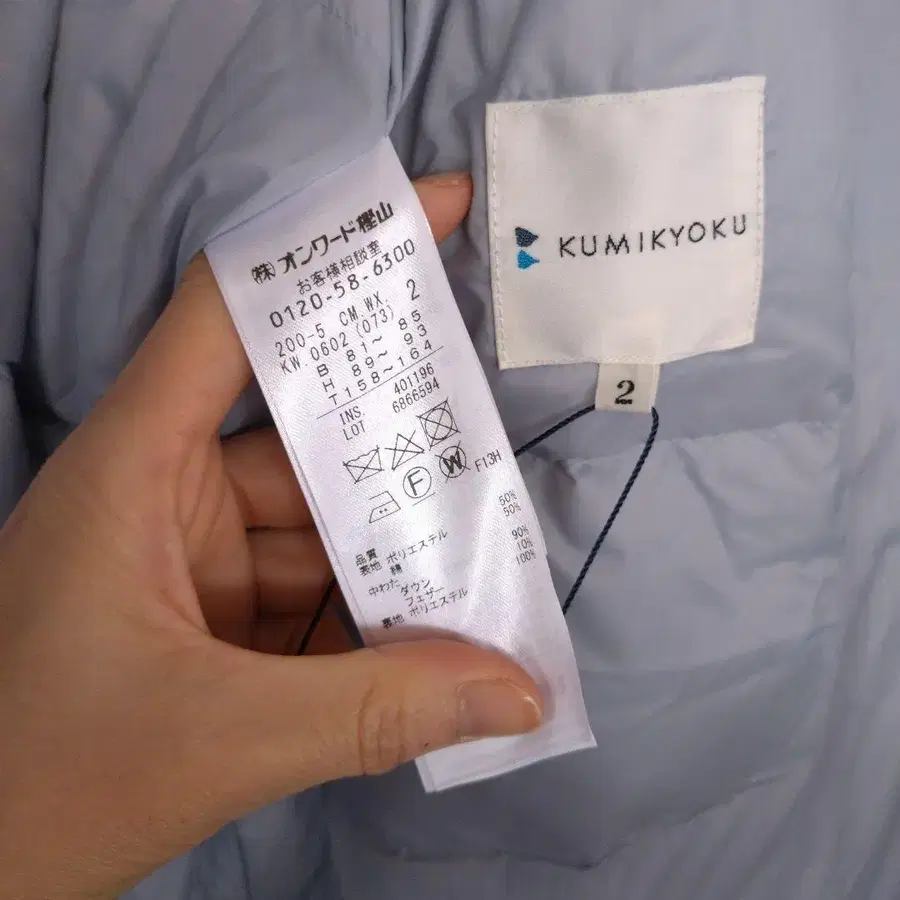 (株)オンワード樫山
お客様相談室
0120-58-6300
200-5 CM.WX. 2
KW 0602 (073)
B 81~ 85
H 89~ 93
T158~164
INS. 401196
LOT 6866594
F W F13H
品質
表地 ポリエステル 50%
綿 50%
中わた ダウン 90%
フェザー 10%
裏地 ポリエステル 100%
KUMIKYOKU
2